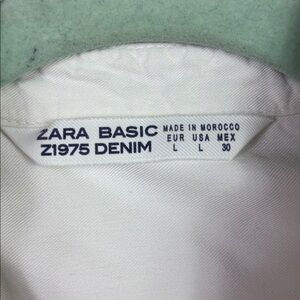 ZARA BASIC
Z1975 DENIM
MADE IN MOROCCO
EUR USA MEX
L L 30